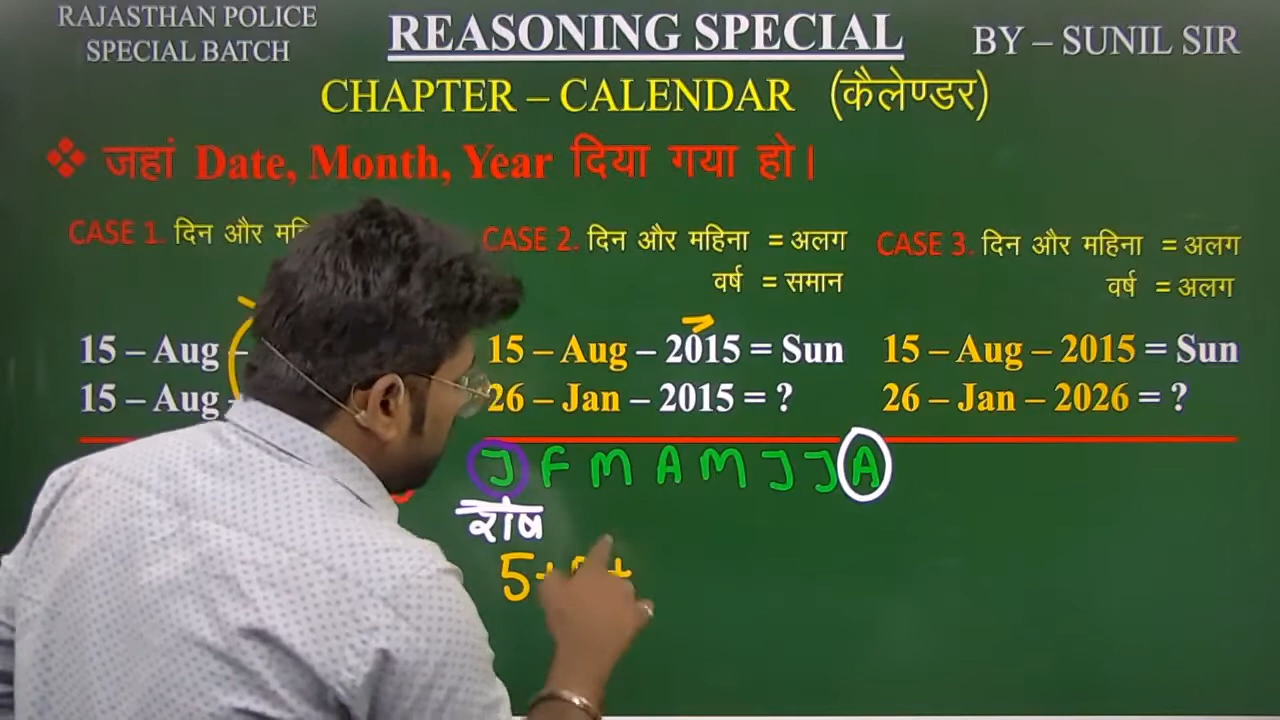 RAJASTHAN POLICE
SPECIAL BATCH
REASONING SPECIAL
BY – SUNIL SIR
CHAPTER – CALENDAR (कैलेण्डर)
❖ जहां Date, Month, Year दिया गया हो।
CASE 1. दिन और
15 – Aug –
15 – Aug
CASE 2. दिन और महिना = अलग
वर्ष = समान
15 – Aug – 2015 = Sun
26 – Jan – 2015 = ?
CASE 3. दिन और महिना = अलग
वर्ष = अलग
15 – Aug – 2015 = Sun
26 – Jan – 2026 = ?
J F M A M J J A
शेष
5+ +